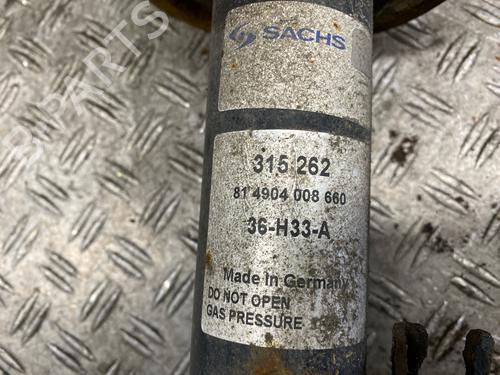 SACHS
315 262
81 4904 008 660
36-H33-A
Made In Germany
DO NOT OPEN
GAS PRESSURE